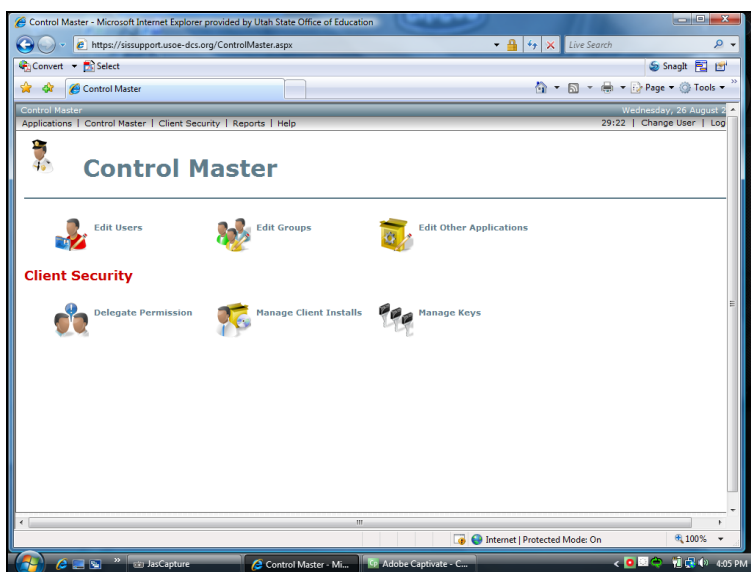 Control Master - Microsoft Internet Explorer provided by Utah State Office of Education
https://sissupport.usoe-dcs.org/ControlMaster.aspx
Live Search
Convert Select
SnagIt
Control Master
Page Tools
Control Master Wednesday, 26 August 2
Applications | Control Master | Client Security | Reports | Help 29:22 | Change User | Log
Control Master
Edit Users Edit Groups Edit Other Applications
Client Security
Delegate Permission Manage Client Installs Manage Keys
Internet | Protected Mode: On 100%
JasCapture Control Master - Mi... Adobe Captivate - C... 4:05 PM